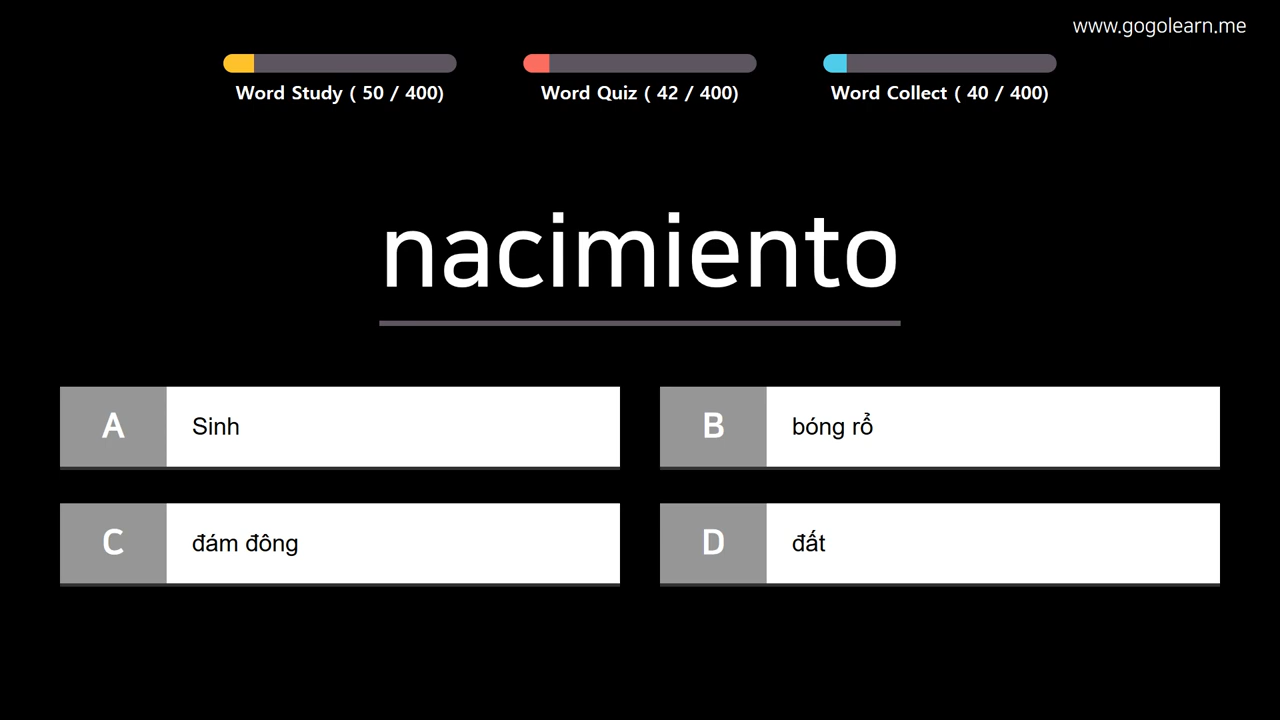 www.gogolearn.me
Word Study ( 50 / 400)
Word Quiz ( 42 / 400)
Word Collect ( 40 / 400)
nacimiento
A Sinh
B bóng rổ
C đám đông
D đất